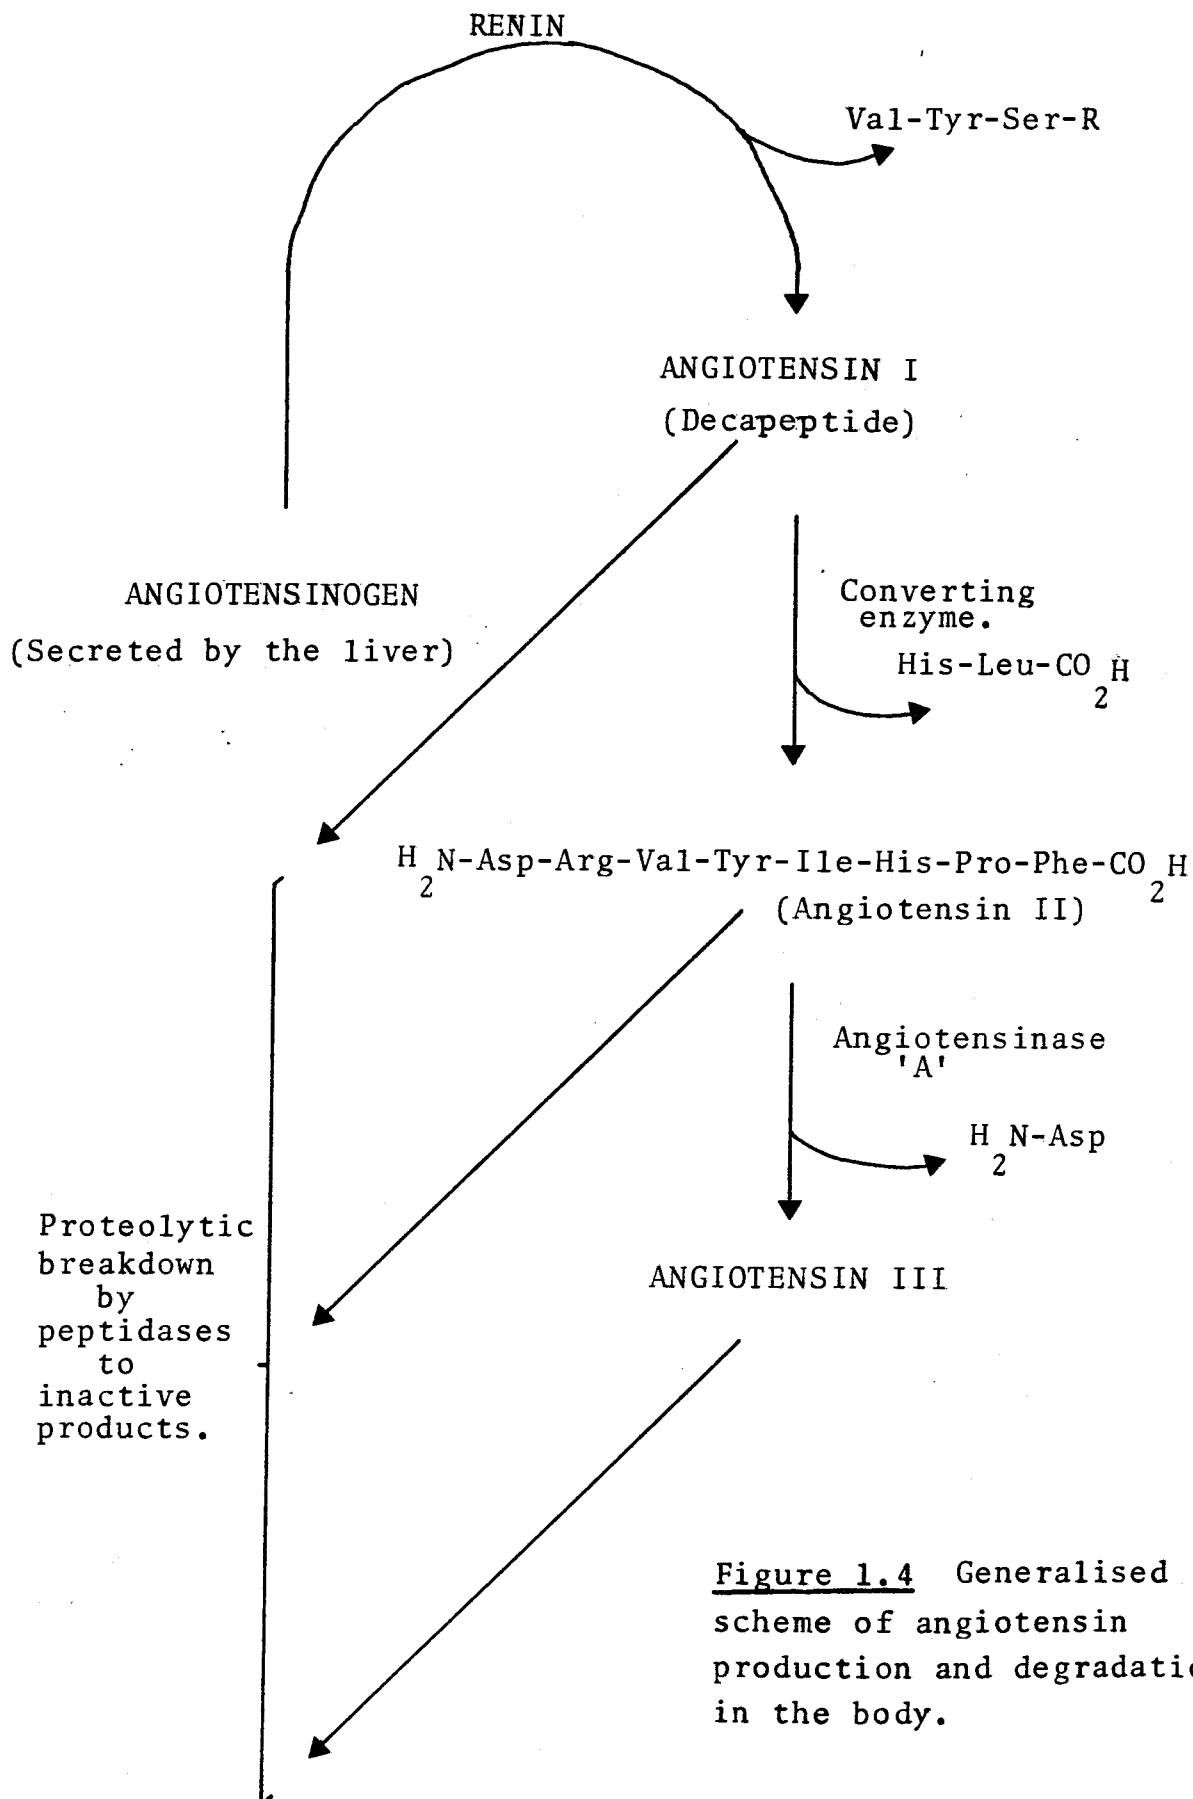 RENIN
Val-Tyr-Ser-R
ANGIOTENSIN I
(Decapeptide)
ANGIOTENSINOGEN
(Secreted by the liver)
Converting
enzyme.
His-Leu-CO2H
H2N-Asp-Arg-Val-Tyr-Ile-His-Pro-Phe-CO2H
(Angiotensin II)
Angiotensinase
'A'
H2N-Asp
ANGIOTENSIN III
Proteolytic
breakdown
by
peptidases
to
inactive
products.
Figure 1.4 Generalised
scheme of angiotensin
production and degradatio
in the body.